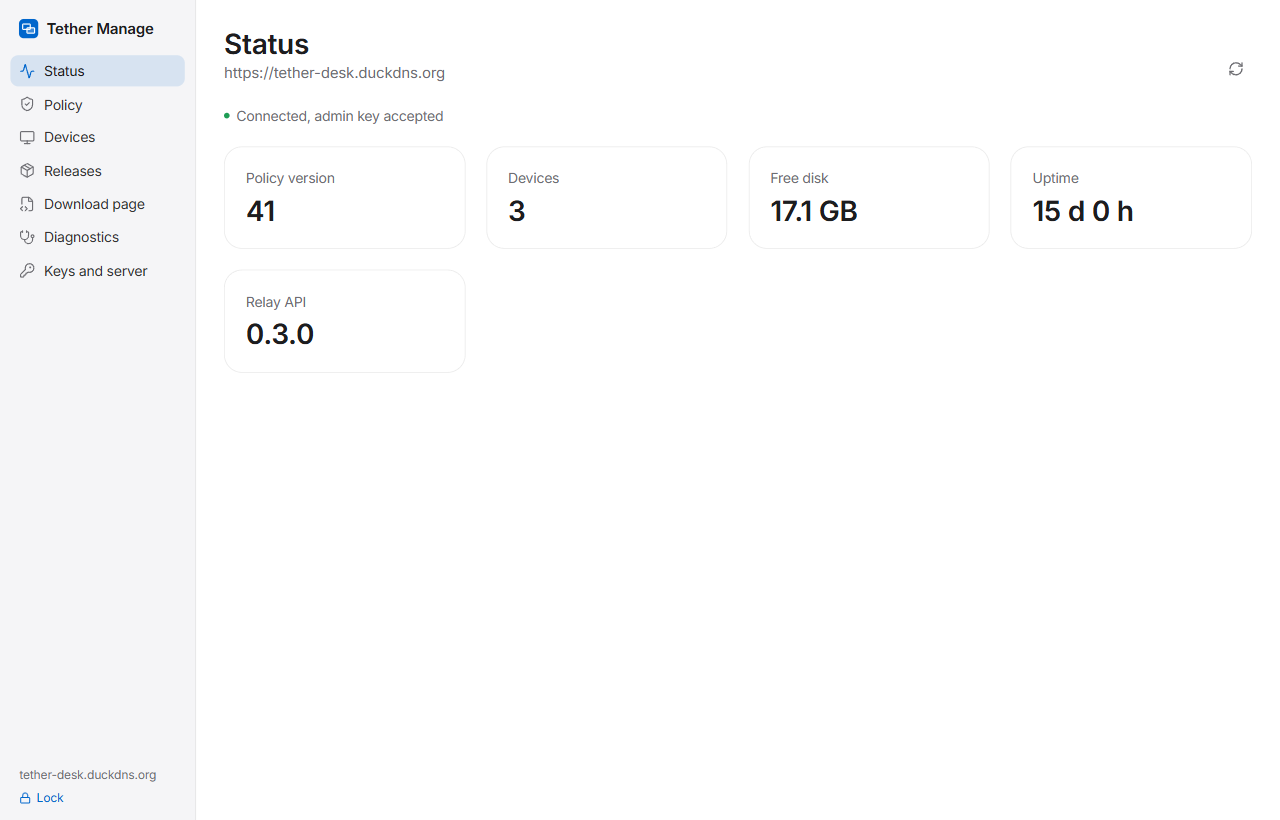 Tether Manage
Status
Policy
Devices
Releases
Download page
Diagnostics
Keys and server
tether-desk.duckdns.org
Lock
Status
https://tether-desk.duckdns.org
Connected, admin key accepted
Policy version
41
Devices
3
Free disk
17.1 GB
Uptime
15 d 0 h
Relay API
0.3.0